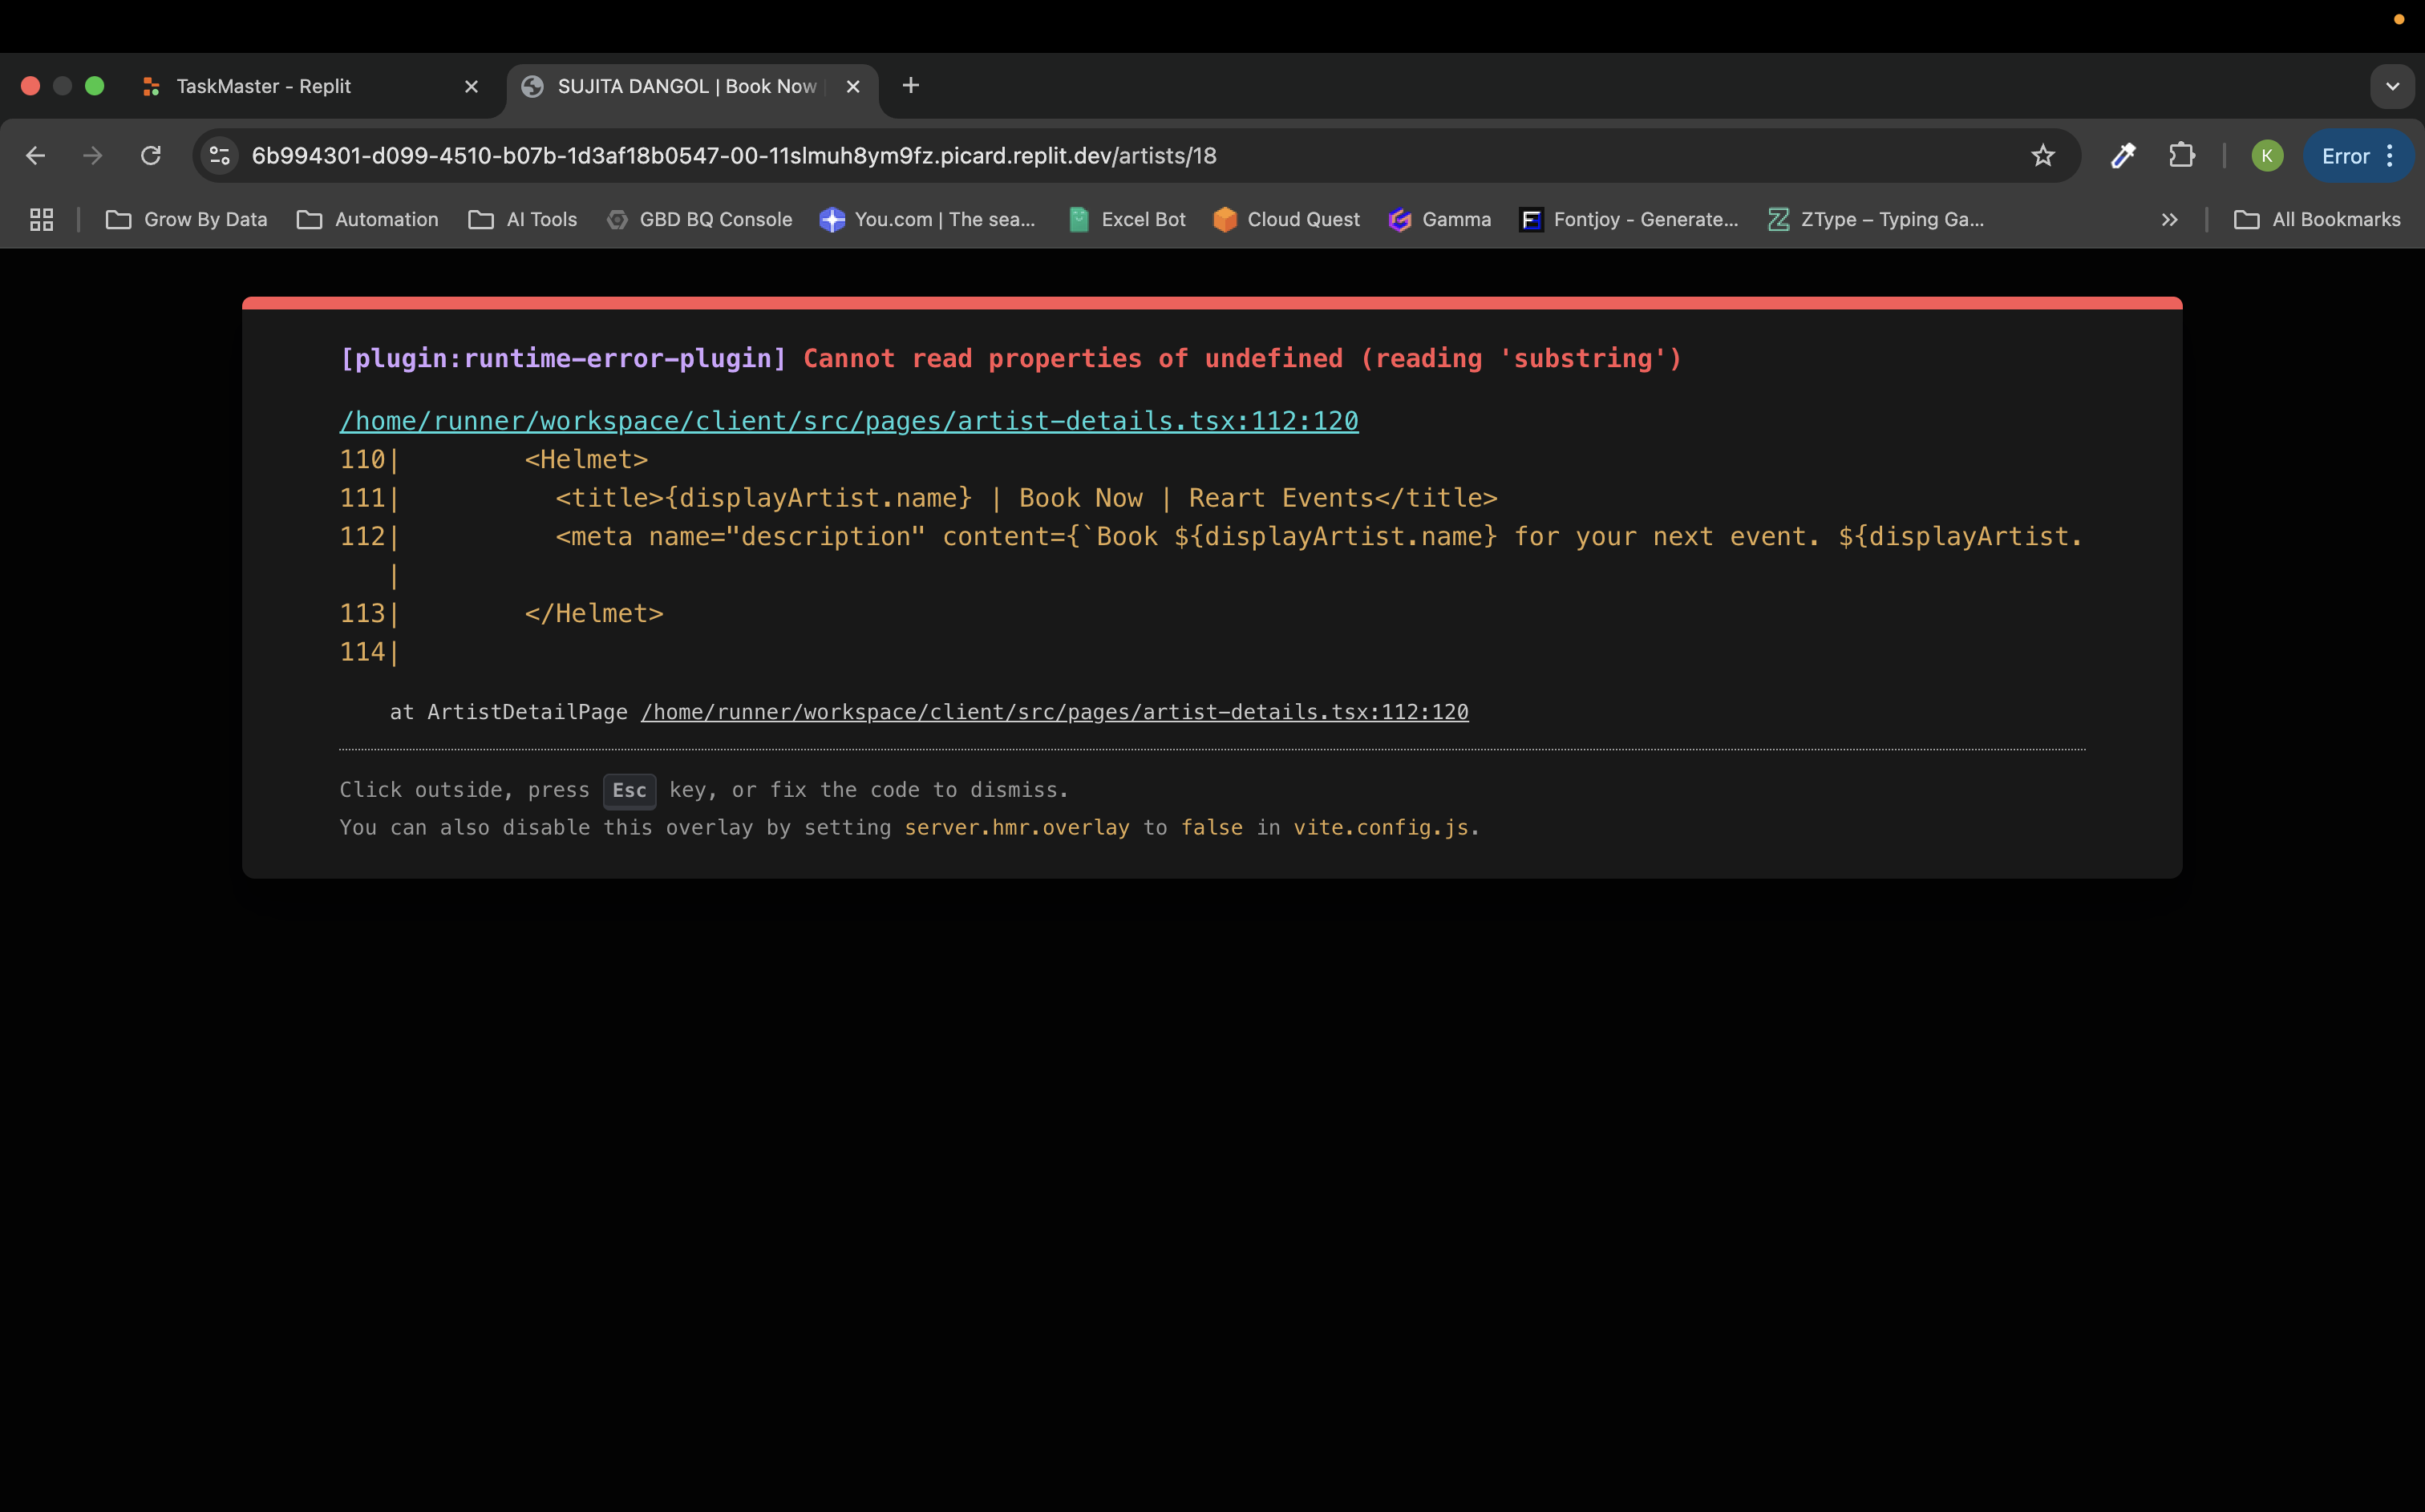 TaskMaster - Replit
SUJITA DANGOL | Book Now
6b994301-d099-4510-b07b-1d3af18b0547-00-11slmuh8ym9fz.picard.replit.dev/artists/18
K
Error
Grow By Data
Automation
AI Tools
GBD BQ Console
You.com | The sea...
Excel Bot
Cloud Quest
Gamma
Fontjoy - Generate...
ZType – Typing Ga...
All Bookmarks
[plugin:runtime-error-plugin] Cannot read properties of undefined (reading 'substring')
/home/runner/workspace/client/src/pages/artist-details.tsx:112:120
110|        <Helmet>
111|          <title>{displayArtist.name} | Book Now | Reart Events</title>
112|          <meta name="description" content={`Book ${displayArtist.name} for your next event. ${displayArtist.
|
113|        </Helmet>
114|
at ArtistDetailPage /home/runner/workspace/client/src/pages/artist-details.tsx:112:120
Click outside, press Esc key, or fix the code to dismiss.
You can also disable this overlay by setting server.hmr.overlay to false in vite.config.js.